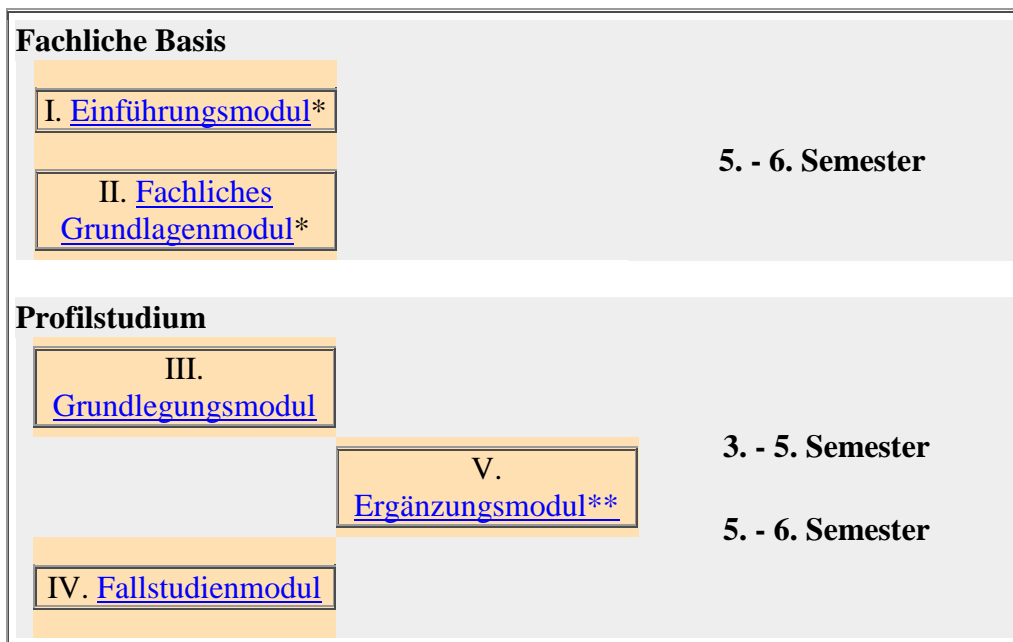 Fachliche Basis
I. Einführungsmodul*
5. - 6. Semester
II. Fachliches
Grundlagenmodul*
Profilstudium
III.
Grundlegungsmodul
3. - 5. Semester
V.
Ergänzungsmodul**
5. - 6. Semester
IV. Fallstudienmodul